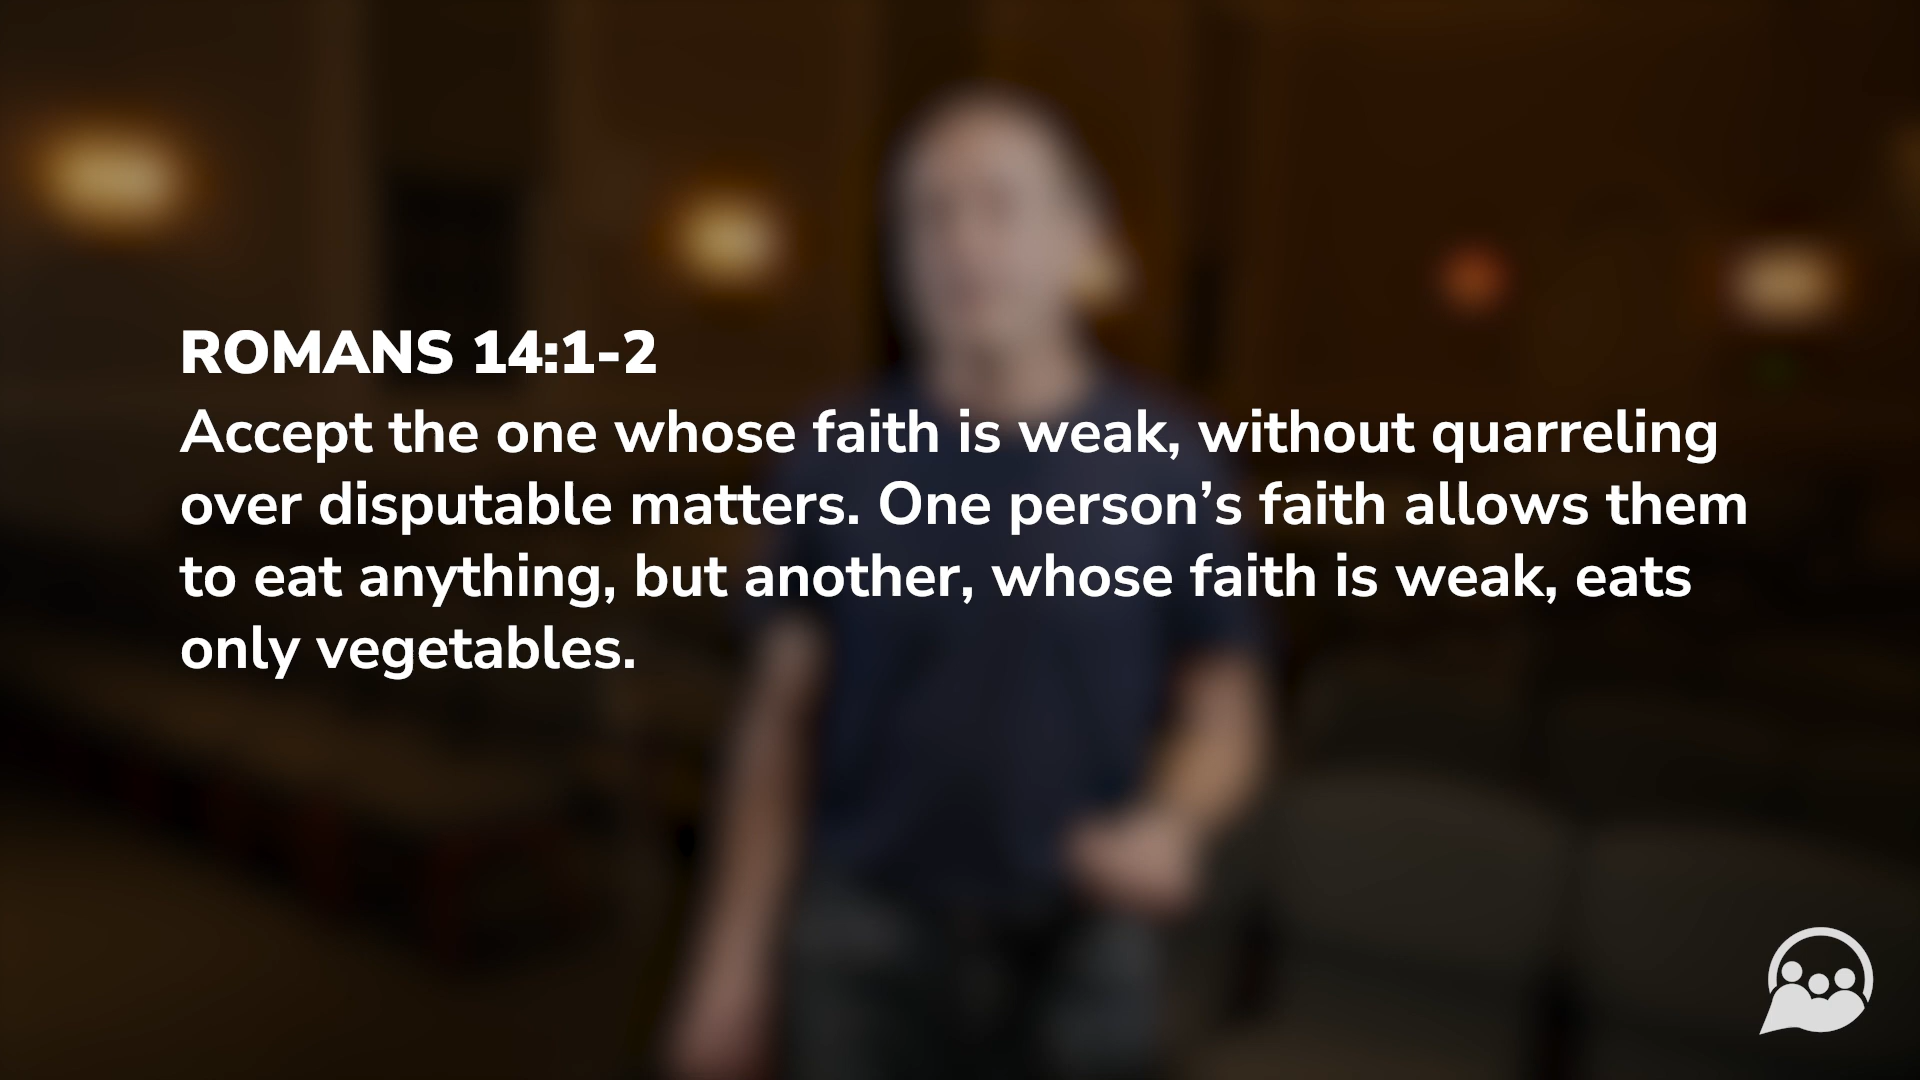 ROMANS 14:1-2
Accept the one whose faith is weak, without quarreling
over disputable matters. One person’s faith allows them
to eat anything, but another, whose faith is weak, eats
only vegetables.